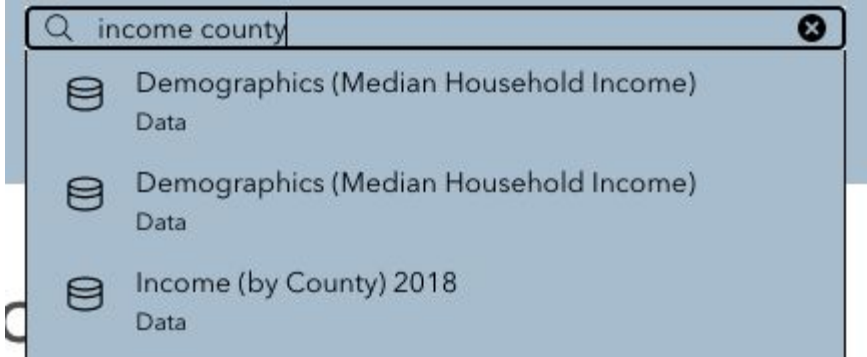 income county
Demographics (Median Household Income)
Data
Demographics (Median Household Income)
Data
Income (by County) 2018
Data